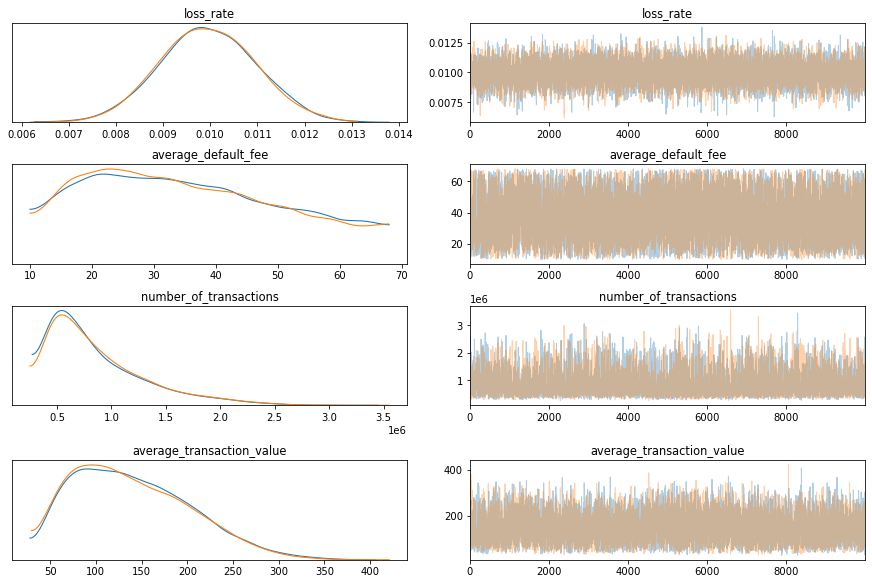 loss_rate
loss_rate
0.006 0.007 0.008 0.009 0.010 0.011 0.012 0.013 0.014
0.0125
0.0100
0.0075
0 2000 4000 6000 8000
average_default_fee
average_default_fee
10 20 30 40 50 60 70
60
40
20
0 2000 4000 6000 8000
number_of_transactions
number_of_transactions
0.5 1.0 1.5 2.0 2.5 3.0 3.5
1e6
1e6
3
2
1
0 2000 4000 6000 8000
average_transaction_value
average_transaction_value
50 100 150 200 250 300 350 400
400
200
0 2000 4000 6000 8000